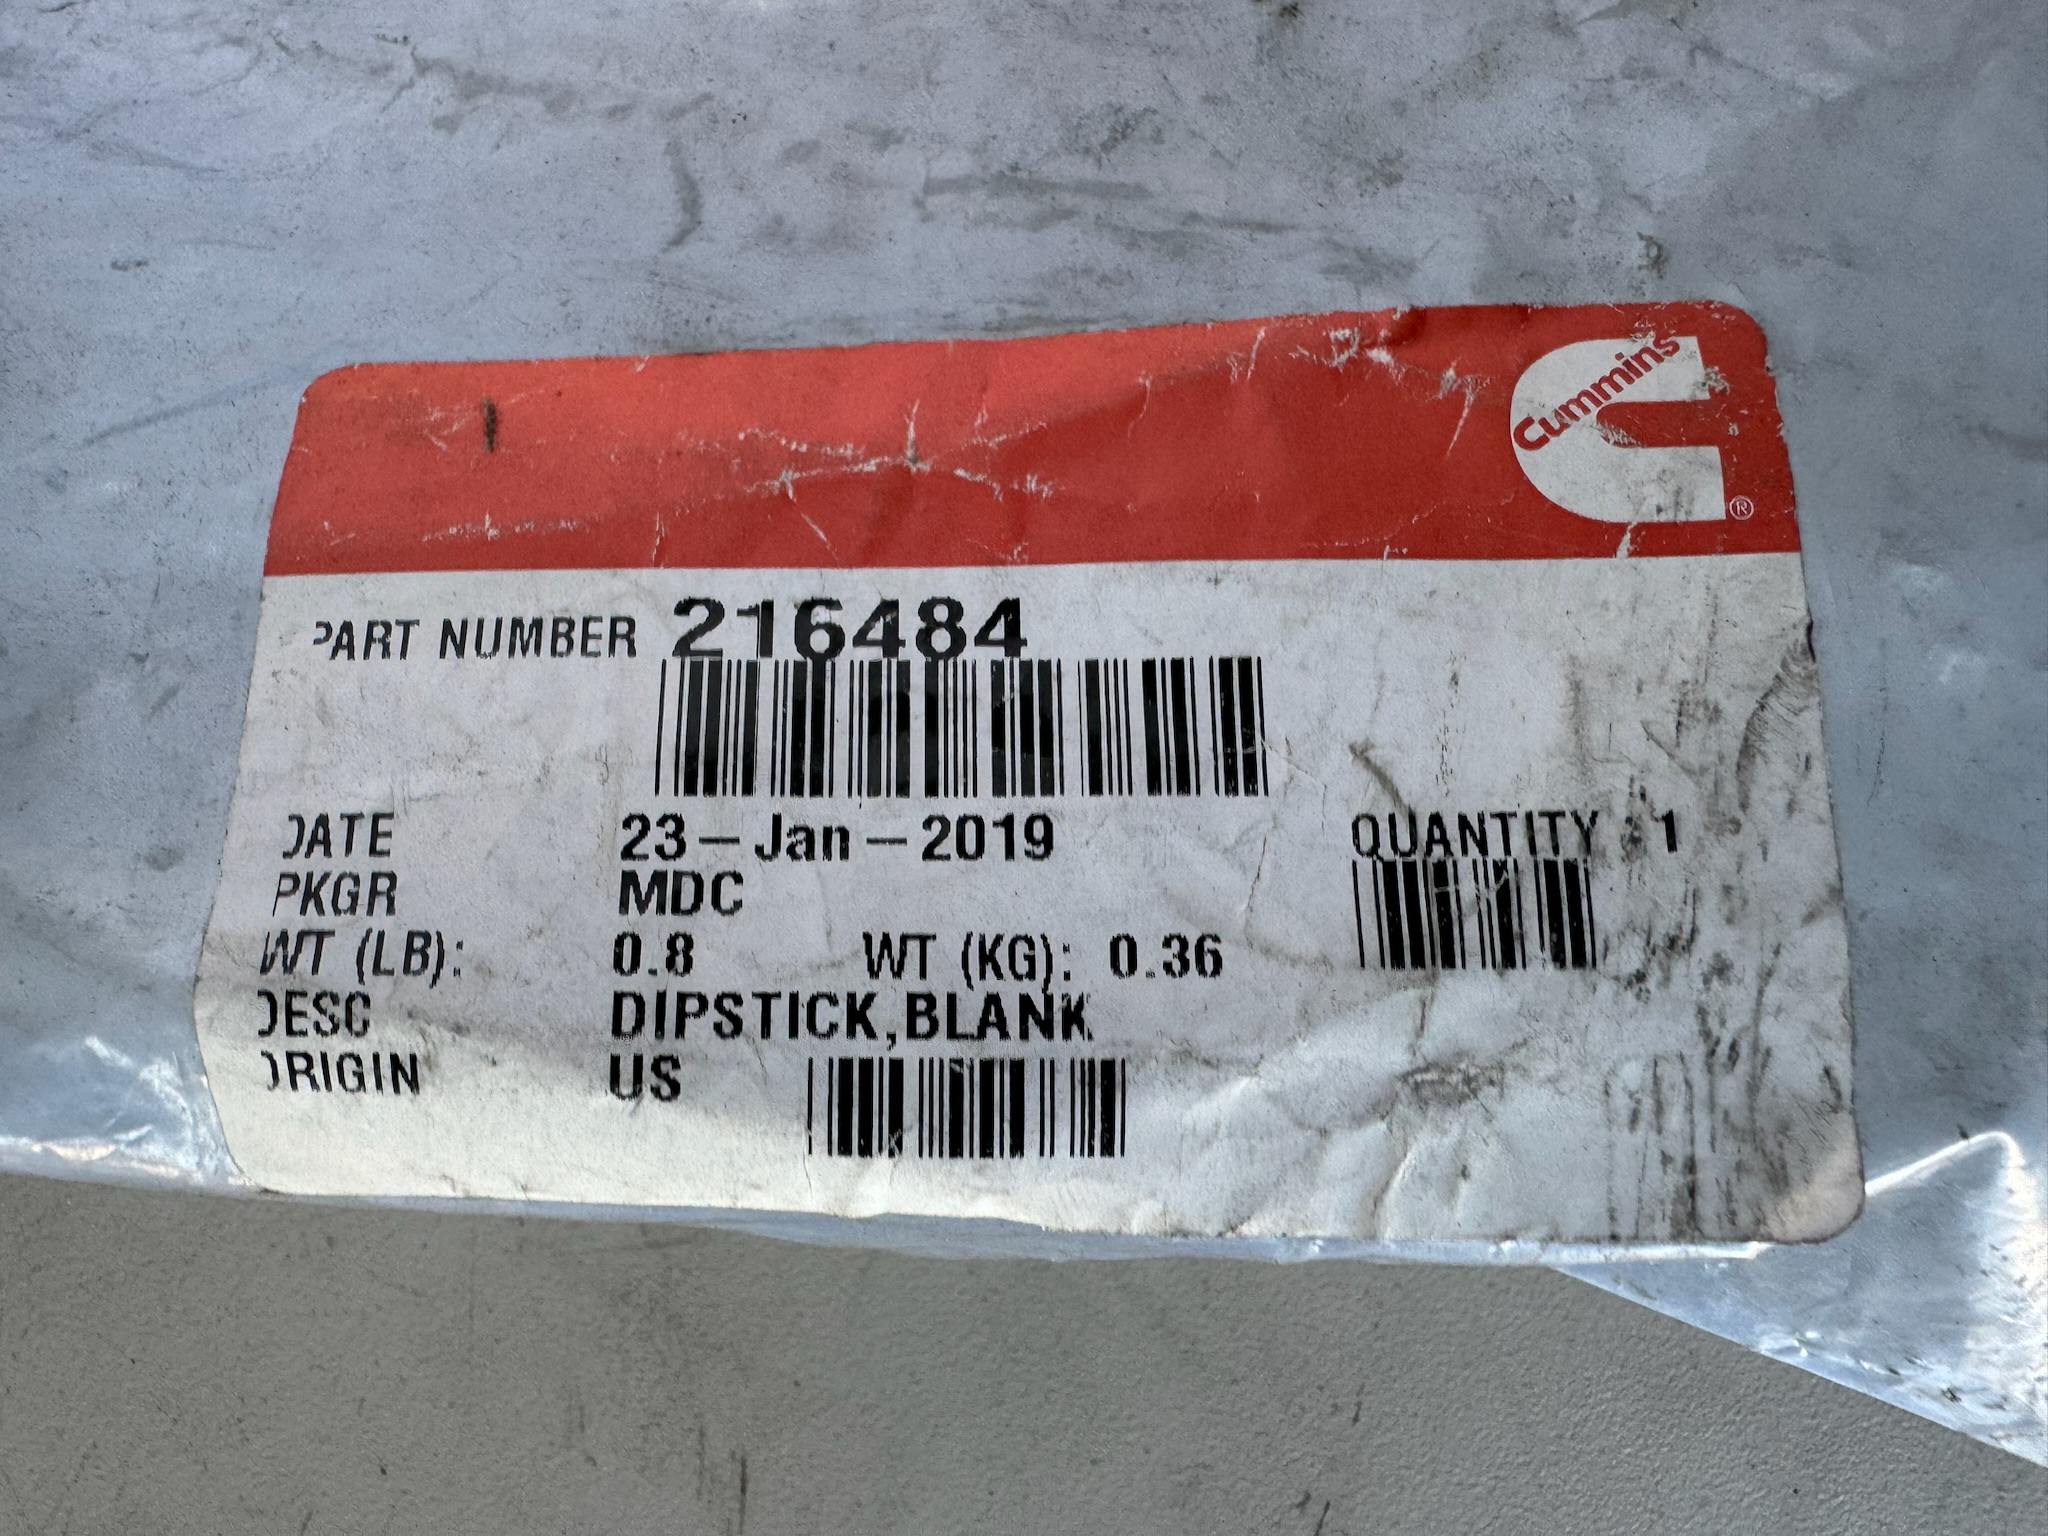 Cummins
®
PART NUMBER 216484
DATE 23-Jan-2019 QUANTITY : 1
PKGR MDC
WT (LB): 0.8 WT (KG): 0.36
DESC DIPSTICK,BLANK
ORIGIN US